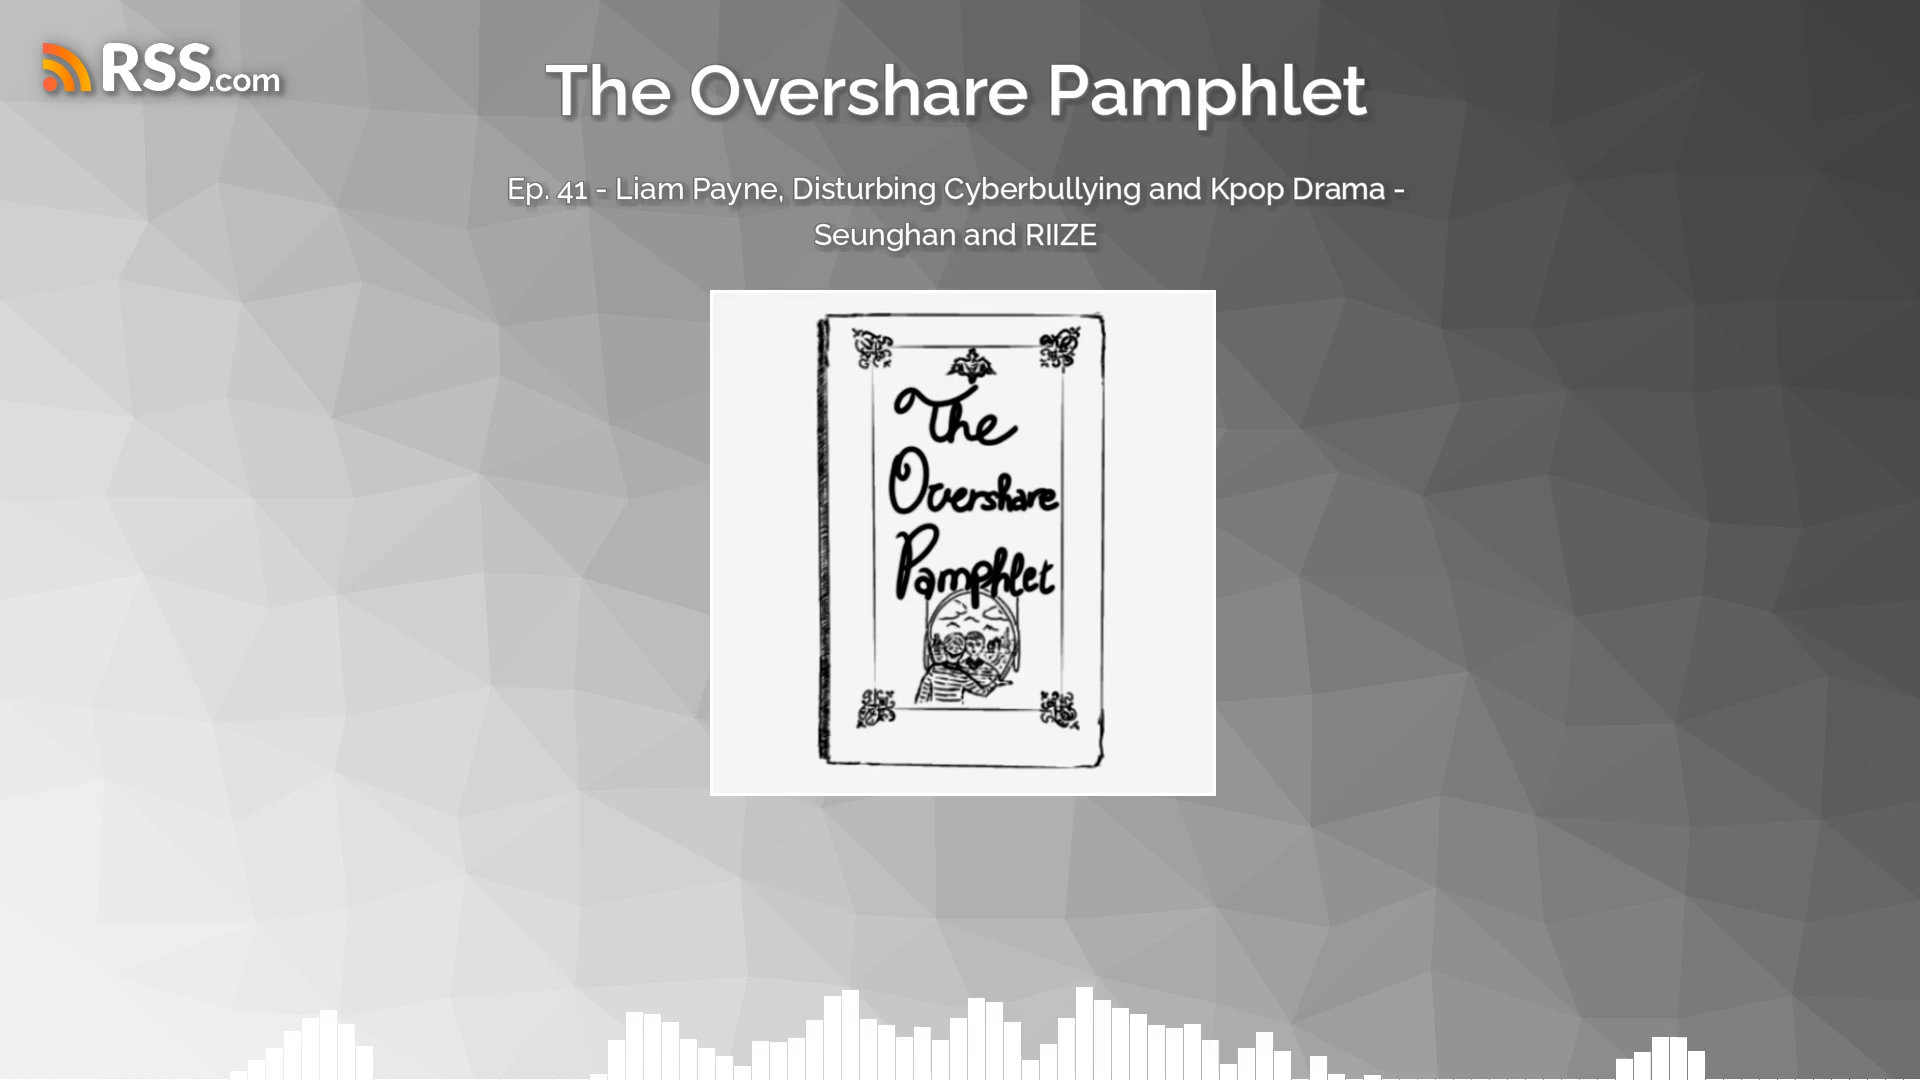 RSS.com
The Overshare Pamphlet
Ep. 41 - Liam Payne, Disturbing Cyberbullying and Kpop Drama -
Seunghan and RIIZE
The
Overshare
Pamphlet